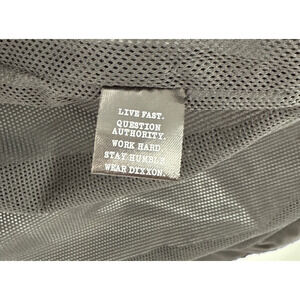 LIVE FAST.
QUESTION
AUTHORITY.
WORK HARD.
STAY HUMBLE
WEAR DIXXON.